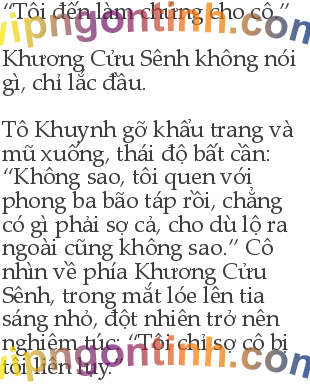 “Tôi đến làm chứng cho cô.”
vipngontinh.com
Khương Cửu Sênh không nói
gì, chỉ lắc đầu.
Tô Khuynh gỡ khẩu trang và
mũ xuống, thái độ bất cần:
“Không sao, tôi quen với
phong ba bão táp rồi, chẳng
có gì phải sợ cả, cho dù lộ ra
ngoài cũng không sao.” Cô
nhìn về phía Khương Cửu
Sênh, trong mắt lóe lên tia
sáng nhỏ, đột nhiên trở nên
nghiêm túc: “Tôi chỉ sợ cô bị
tôi liên lụy.”
vipngontinh.com